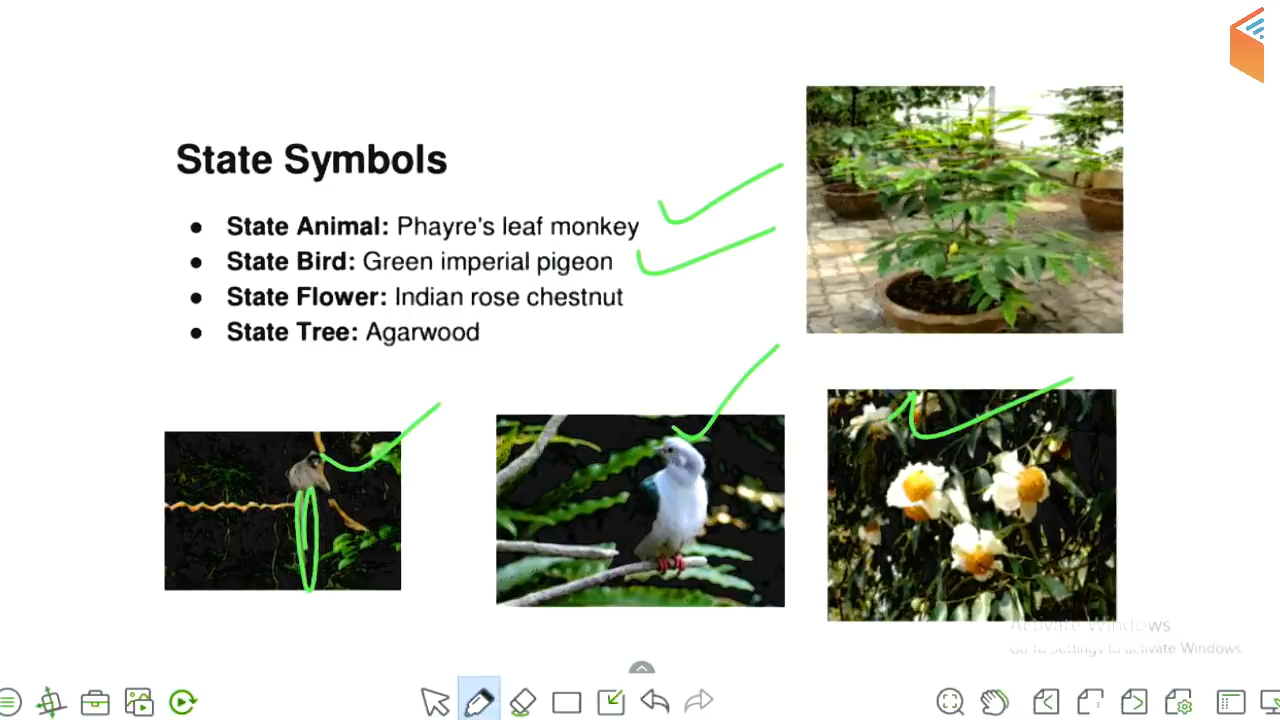 State Symbols
● State Animal: Phayre's leaf monkey
● State Bird: Green imperial pigeon
● State Flower: Indian rose chestnut
● State Tree: Agarwood
Activate Windows
Go to Settings to activate Windows.